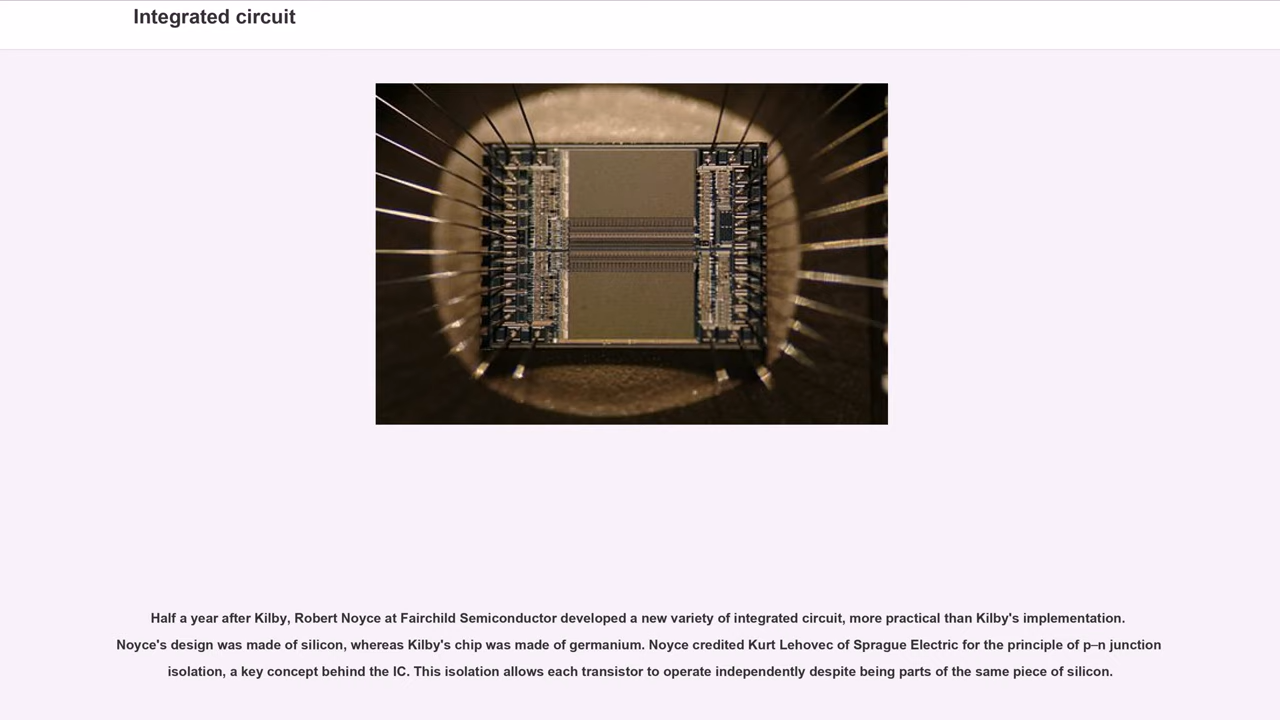 Integrated circuit
Half a year after Kilby, Robert Noyce at Fairchild Semiconductor developed a new variety of integrated circuit, more practical than Kilby's implementation.
Noyce's design was made of silicon, whereas Kilby's chip was made of germanium. Noyce credited Kurt Lehovec of Sprague Electric for the principle of p–n junction
isolation, a key concept behind the IC. This isolation allows each transistor to operate independently despite being parts of the same piece of silicon.